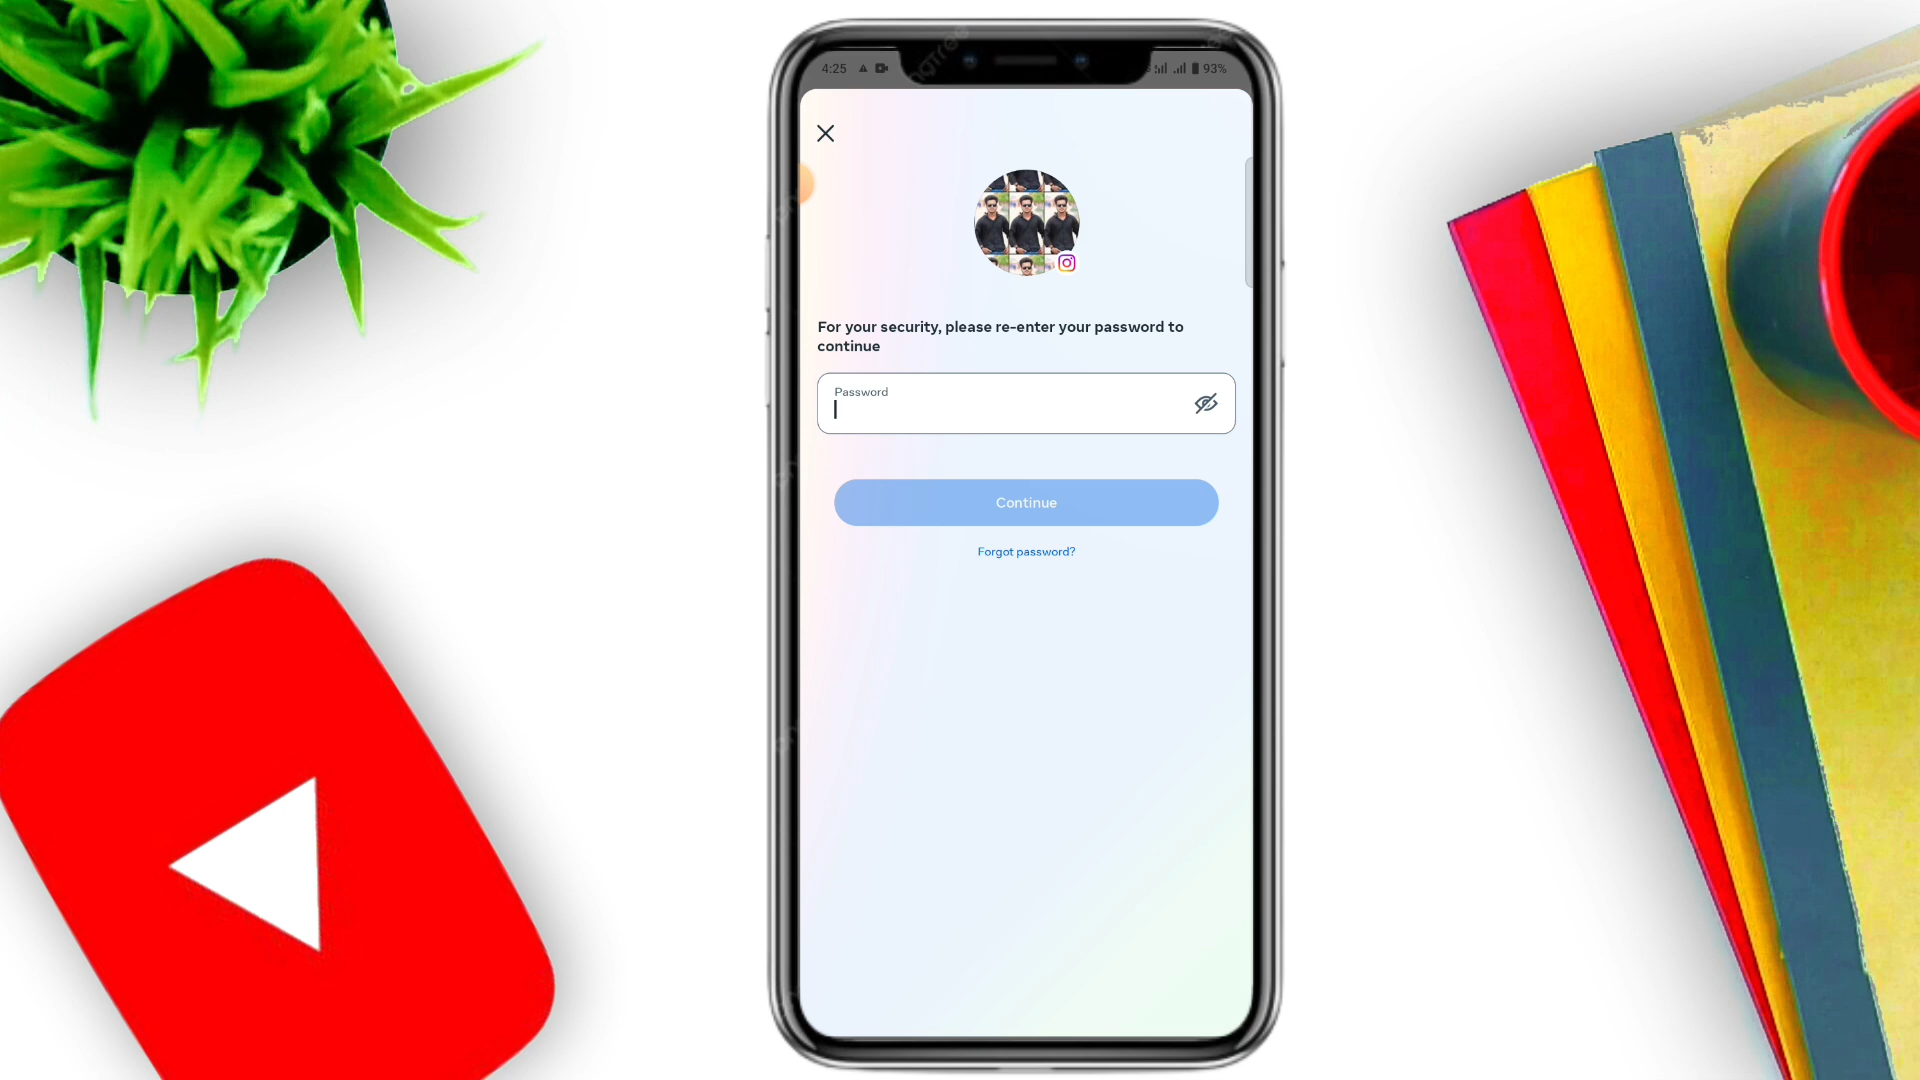 4:25
93%
For your security, please re-enter your password to
continue
Password
Continue
Forgot password?